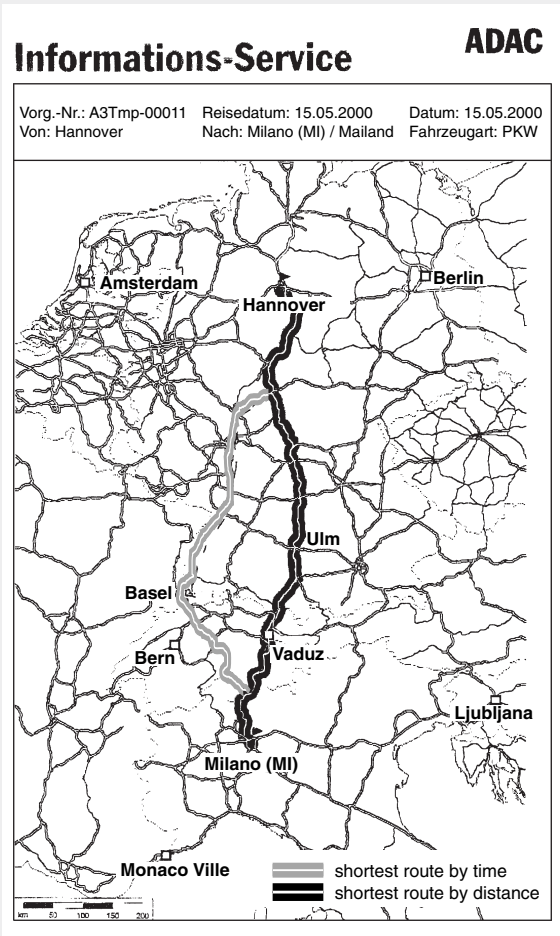 Informations-Service
ADAC
Vorg.-Nr.: A3Tmp-00011 Reisedatum: 15.05.2000 Datum: 15.05.2000
Von: Hannover Nach: Milano (MI) / Mailand Fahrzeugart: PKW
Amsterdam
Berlin
Hannover
Ulm
Basel
Bern
Vaduz
Ljubljana
Milano (MI)
Monaco Ville
shortest route by time
shortest route by distance
km 50 100 150 200